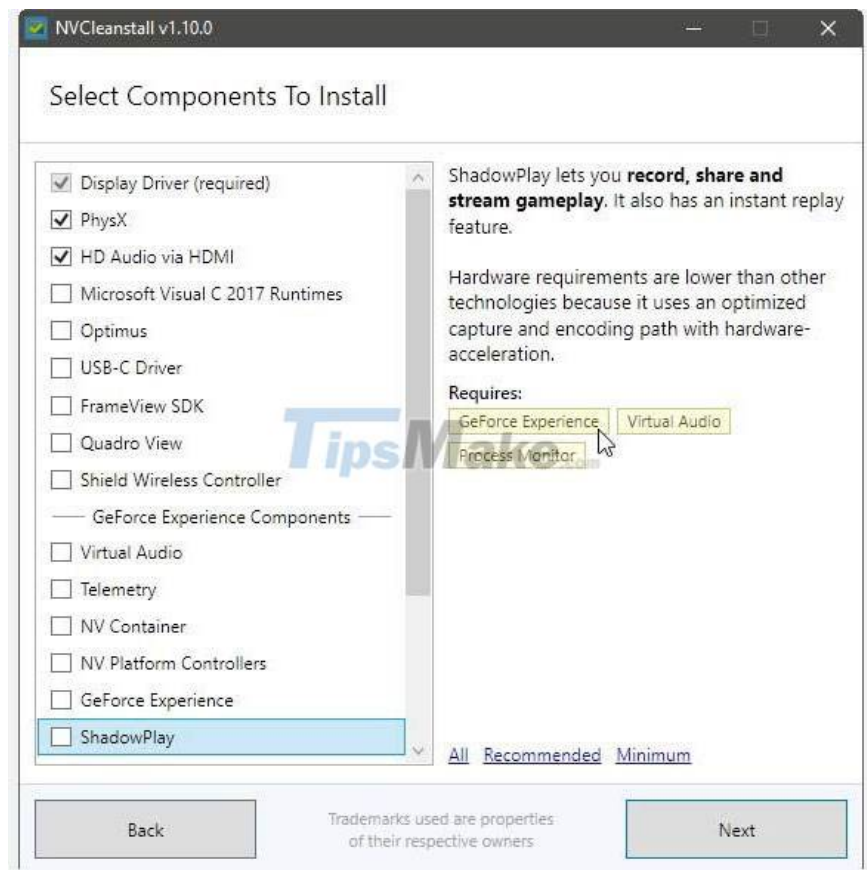 NVCleanstall v1.10.0
Select Components To Install
Display Driver (required)
PhysX
HD Audio via HDMI
Microsoft Visual C 2017 Runtimes
Optimus
USB-C Driver
FrameView SDK
Quadro View
Shield Wireless Controller
GeForce Experience Components
Virtual Audio
Telemetry
NV Container
NV Platform Controllers
GeForce Experience
ShadowPlay
ShadowPlay lets you record, share and
stream gameplay. It also has an instant replay
feature.
Hardware requirements are lower than other
technologies because it uses an optimized
capture and encoding path with hardware-
acceleration.
Requires:
GeForce Experience Virtual Audio
Process Monitor
TipsMake.com
All Recommended Minimum
Back
Trademarks used are properties
of their respective owners
Next